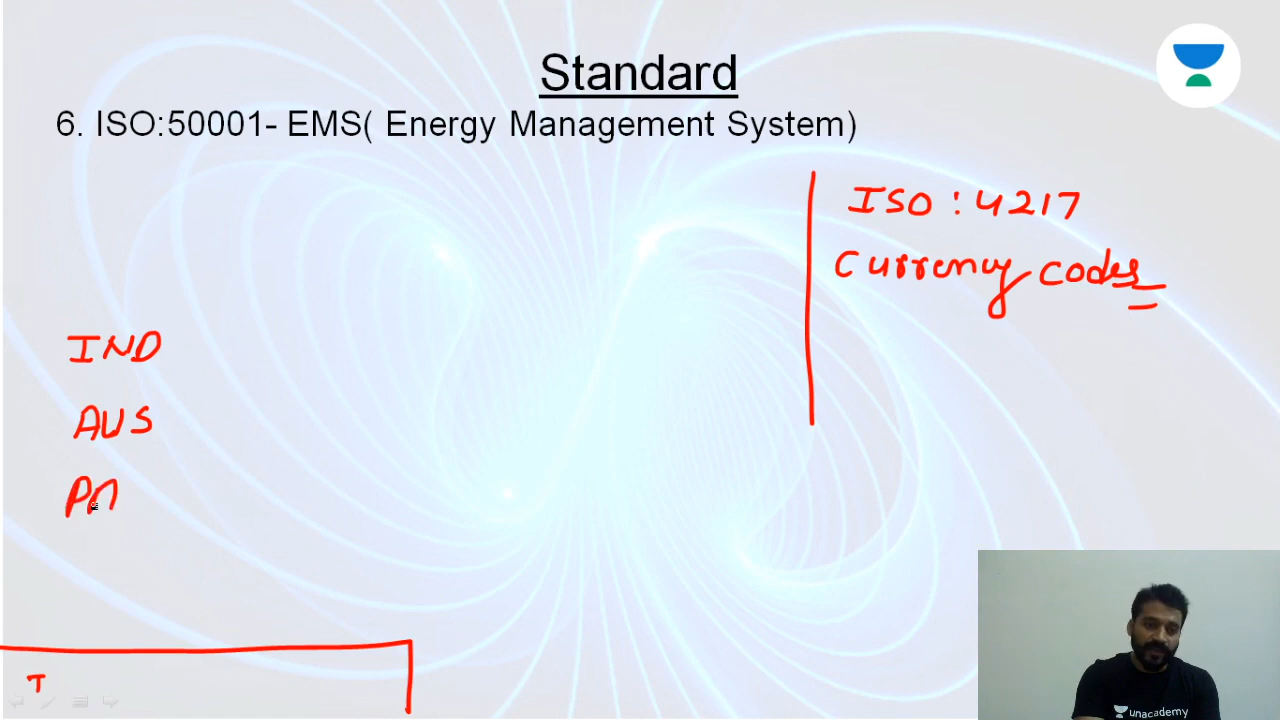 Standard
6. ISO:50001- EMS( Energy Management System)
ISO : 4217
Currency codes
IND
AUS
unacademy